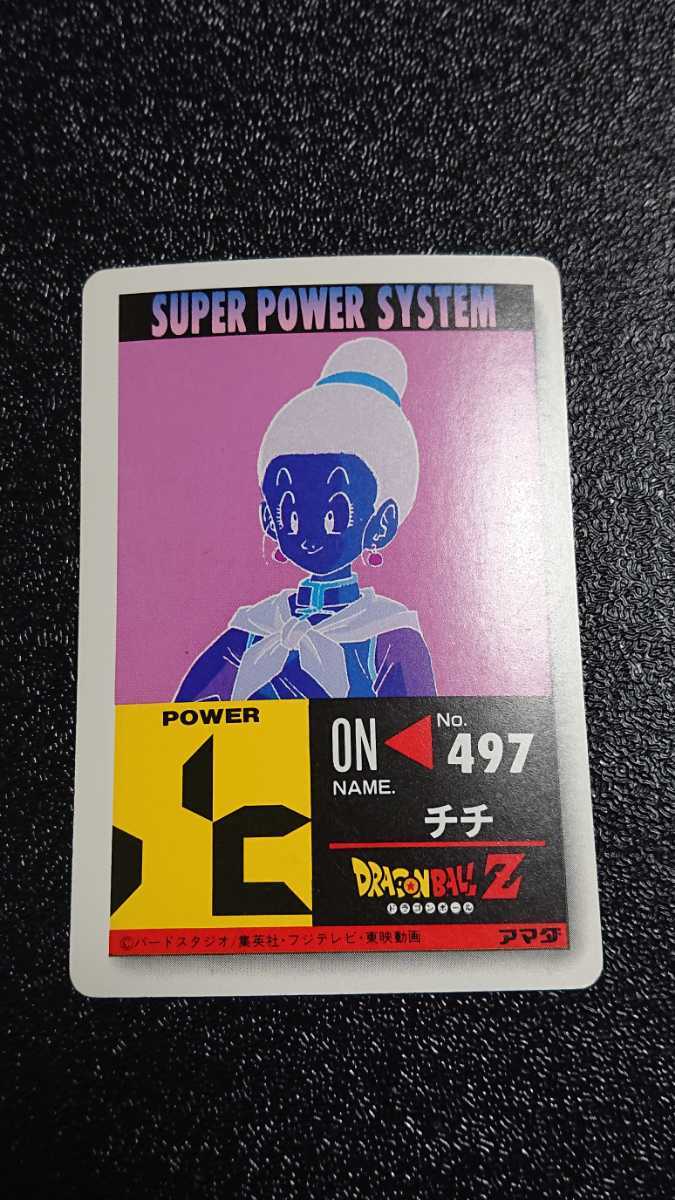 SUPER POWER SYSTEM
POWER
ON
No.
497
NAME.
チチ
DRAGON BALL Z
ドラゴンボール
©バードスタジオ/集英社・フジテレビ・東映動画
アマダ